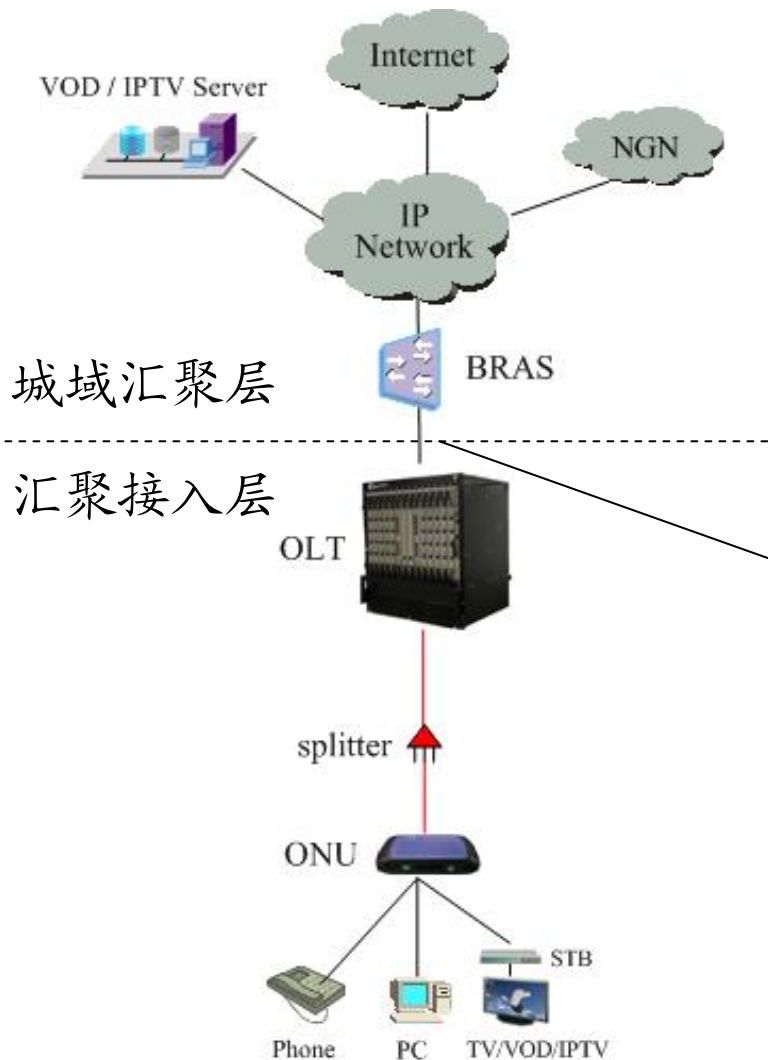 Internet
VOD / IPTV Server
NGN
IP
Network
BRAS
城域汇聚层
汇聚接入层
OLT
splitter
ONU
STB
Phone
PC
TV/VOD/IPTV